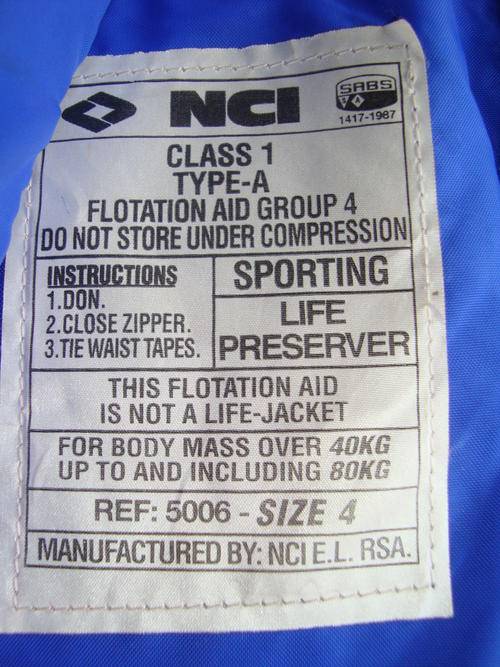 NCI
SABS
SA
1417-1987
CLASS 1
TYPE-A
FLOTATION AID GROUP 4
DO NOT STORE UNDER COMPRESSION
INSTRUCTIONS
1.DON.
2.CLOSE ZIPPER.
3.TIE WAIST TAPES.
SPORTING
LIFE
PRESERVER
THIS FLOTATION AID
IS NOT A LIFE-JACKET
FOR BODY MASS OVER 40KG
UP TO AND INCLUDING 80KG
REF: 5006 - SIZE 4
MANUFACTURED BY: NCI E.L. RSA.